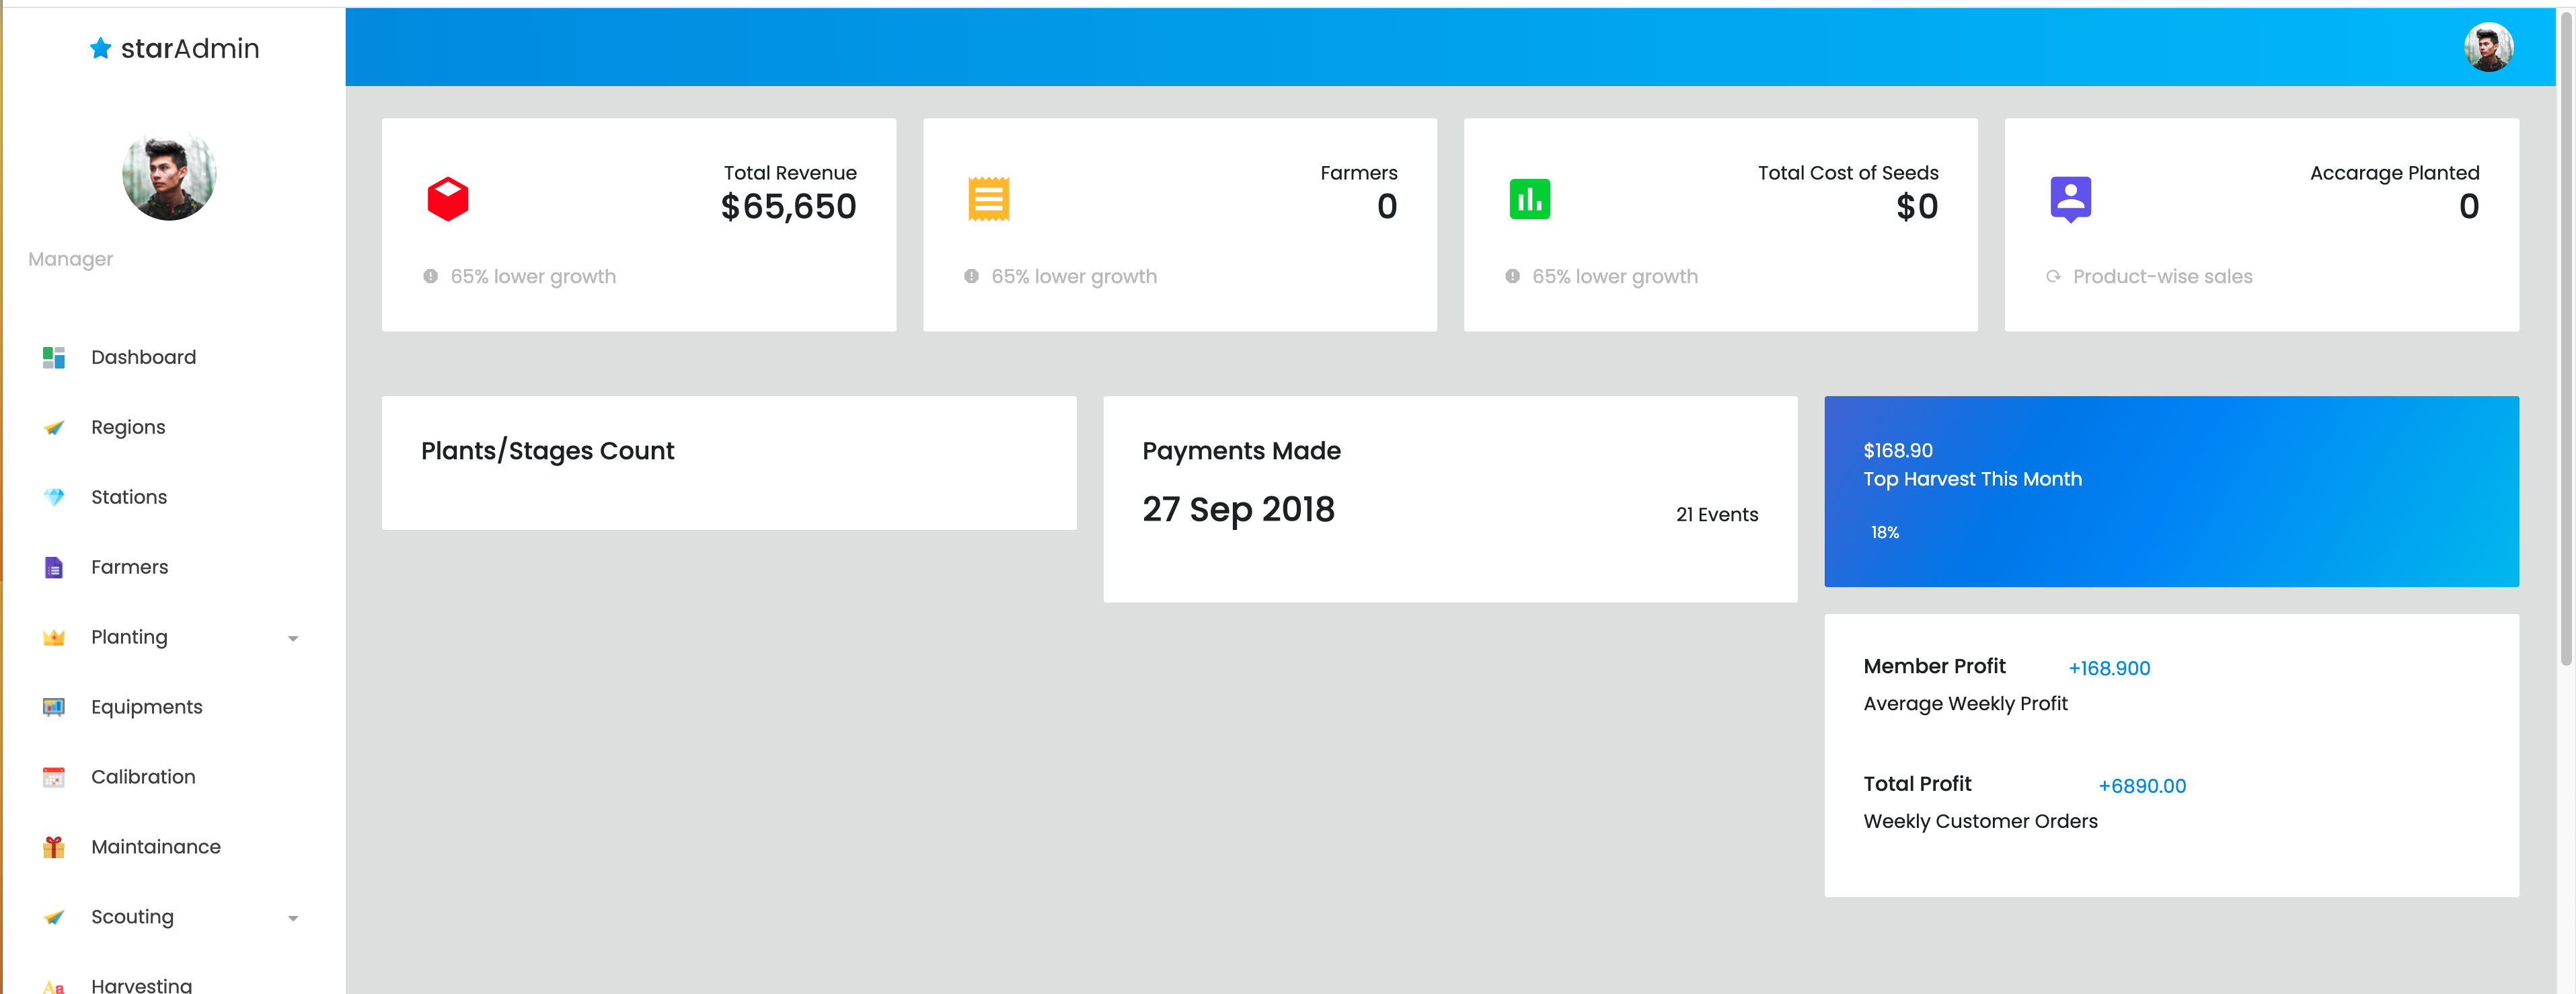 starAdmin
Manager
Dashboard
Regions
Stations
Farmers
Planting
Equipments
Calibration
Maintainance
Scouting
Harvesting
Total Revenue
$65,650
65% lower growth
Farmers
0
65% lower growth
Total Cost of Seeds
$0
65% lower growth
Accarage Planted
0
Product-wise sales
Plants/Stages Count
Payments Made
27 Sep 2018
21 Events
$168.90
Top Harvest This Month
18%
Member Profit +168.900
Average Weekly Profit
Total Profit +6890.00
Weekly Customer Orders